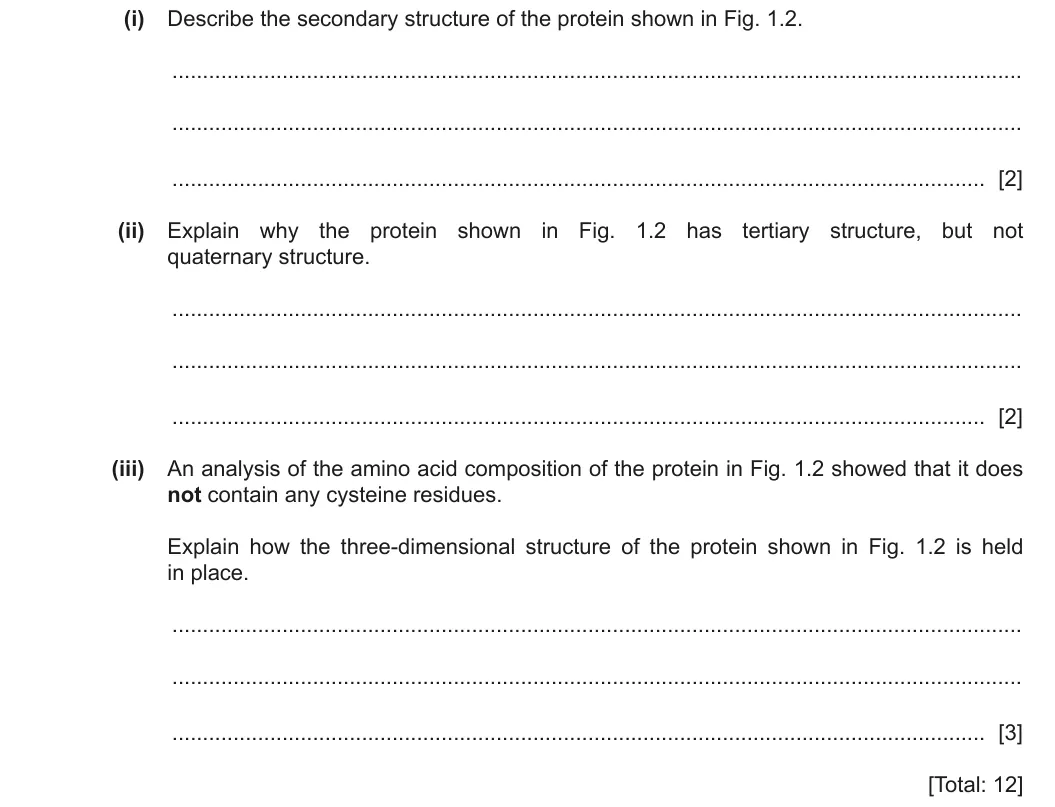 (i) Describe the secondary structure of the protein shown in Fig. 1.2.
..........................................................................................................................................
..........................................................................................................................................
.................................................................................................................................... [2]
(ii) Explain why the protein shown in Fig. 1.2 has tertiary structure, but not
quaternary structure.
..........................................................................................................................................
..........................................................................................................................................
.................................................................................................................................... [2]
(iii) An analysis of the amino acid composition of the protein in Fig. 1.2 showed that it does
not contain any cysteine residues.
Explain how the three-dimensional structure of the protein shown in Fig. 1.2 is held
in place.
..........................................................................................................................................
..........................................................................................................................................
.................................................................................................................................... [3]
[Total: 12]